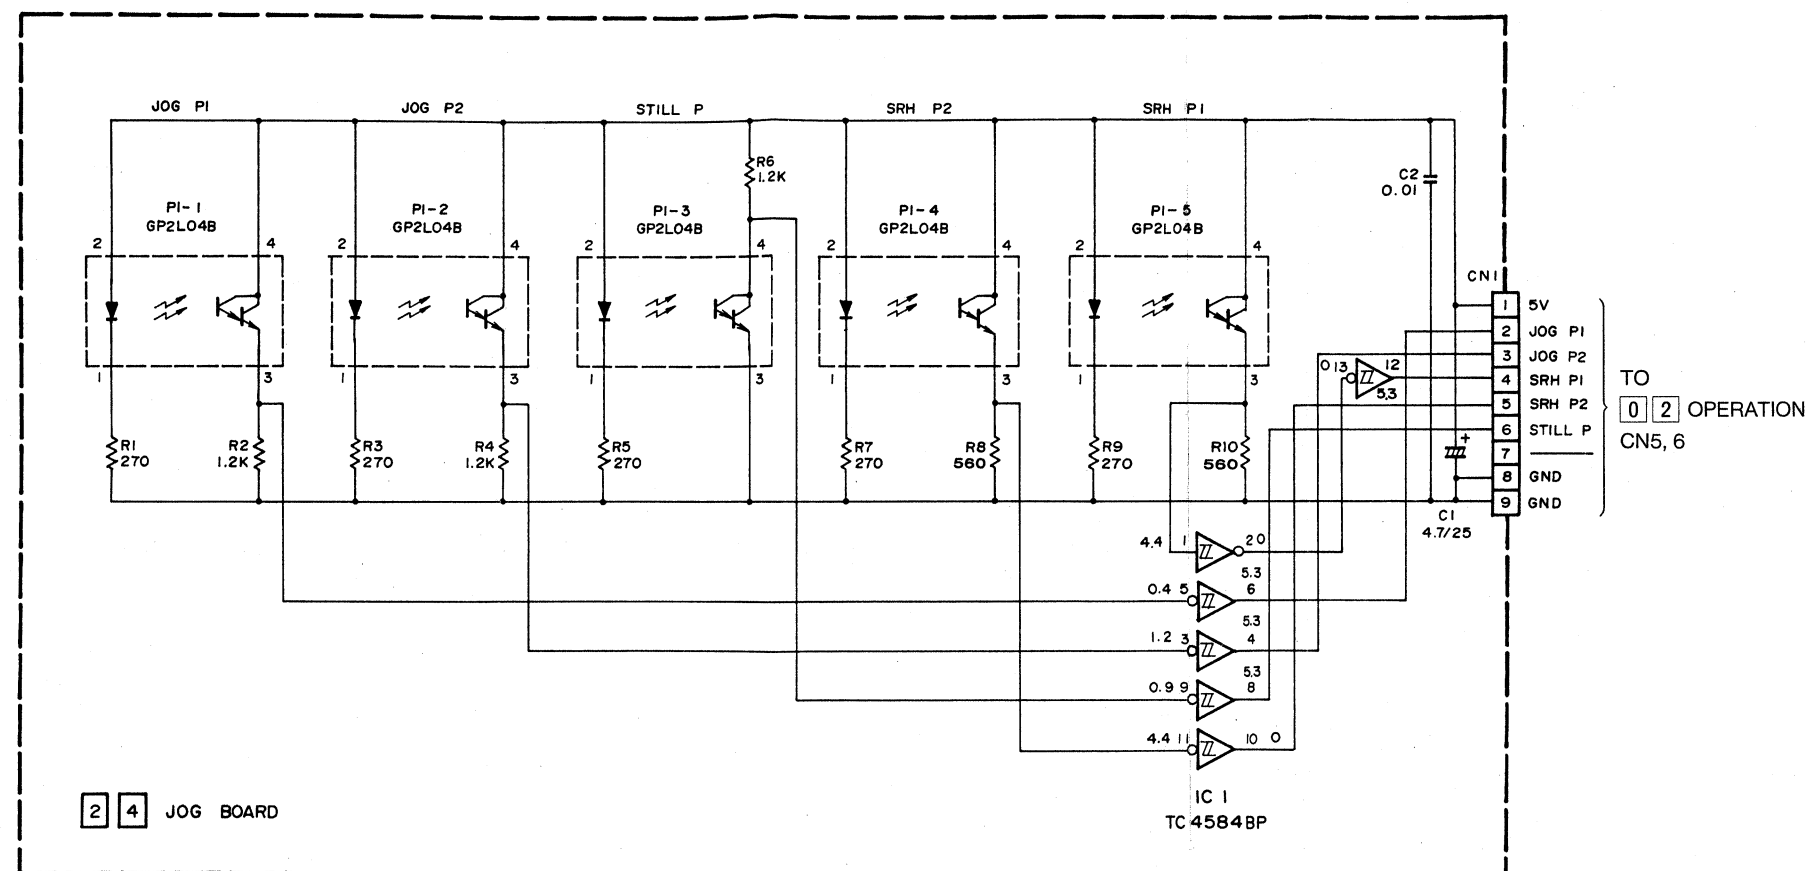 JOG P1
JOG P2
STILL P
SRH P2
SRH P1
R6
1.2K
C2
0.01
PI-1
GP2L04B
PI-2
GP2L04B
PI-3
GP2L04B
PI-4
GP2L04B
PI-5
GP2L04B
2 4
2 4
2 4
2 4
2 4
1 3
1 3
1 3
1 3
1 3
R1
270
R2
1.2K
R3
270
R4
1.2K
R5
270
R7
270
R8
560
R9
270
R10
560
CN1
1 5V
2 JOG P1
3 JOG P2
4 SRH P1
5 SRH P2
6 STILL P
7
8 GND
9 GND
0 13 12
5.3
+
C1
4.7/25
TO
0 2 OPERATION
CN5, 6
4.4 1 2 0
5.3
0.4 5 6
5.3
1.2 3 4
5.3
0.9 9 8
4.4 11 10 0
IC 1
TC4584BP
2 4 JOG BOARD